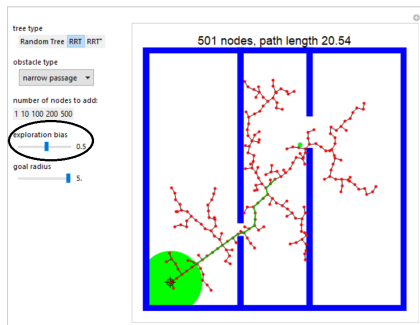 tree type
Random Tree RRT RRT*
obstacle type
narrow passage
number of nodes to add:
1 10 100 200 500
exploration bias
0.5
goal radius
5.
501 nodes, path length 20.54